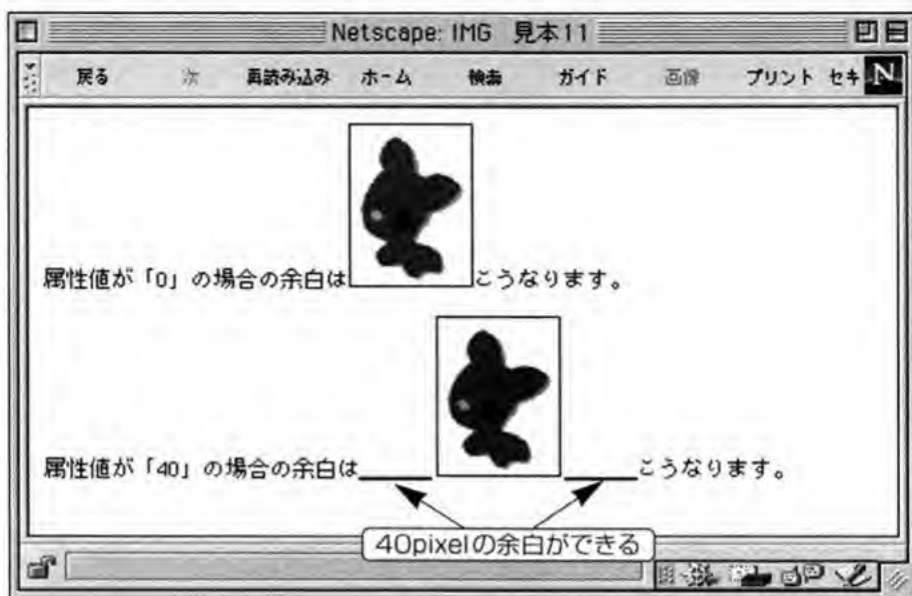 Netscape: IMG 見本11
戻る 次 再読み込み ホーム 検索 ガイド 画像 プリント セキ N
属性値が「0」の場合の余白は こうなります。
属性値が「40」の場合の余白は こうなります。
40pixelの余白ができる